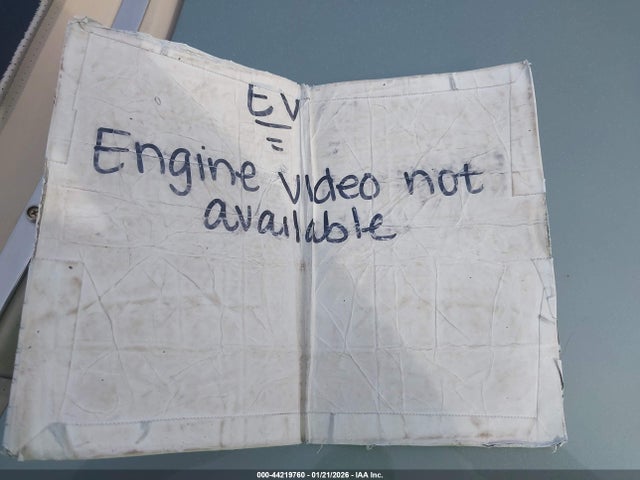 EV
Engine video not
available
000-44219760 - 01/21/2026 - IAA Inc.